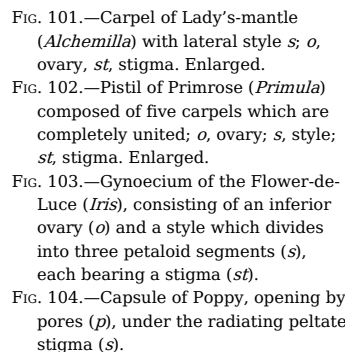 Fig. 101.—Carpel of Lady’s-mantle
(Alchemilla) with lateral style s; o,
ovary, st, stigma. Enlarged.
Fig. 102.—Pistil of Primrose (Primula)
composed of five carpels which are
completely united; o, ovary; s, style;
st, stigma. Enlarged.
Fig. 103.—Gynoecium of the Flower-de-
Luce (Iris), consisting of an inferior
ovary (o) and a style which divides
into three petaloid segments (s),
each bearing a stigma (st).
Fig. 104.—Capsule of Poppy, opening by
pores (p), under the radiating peltate
stigma (s).